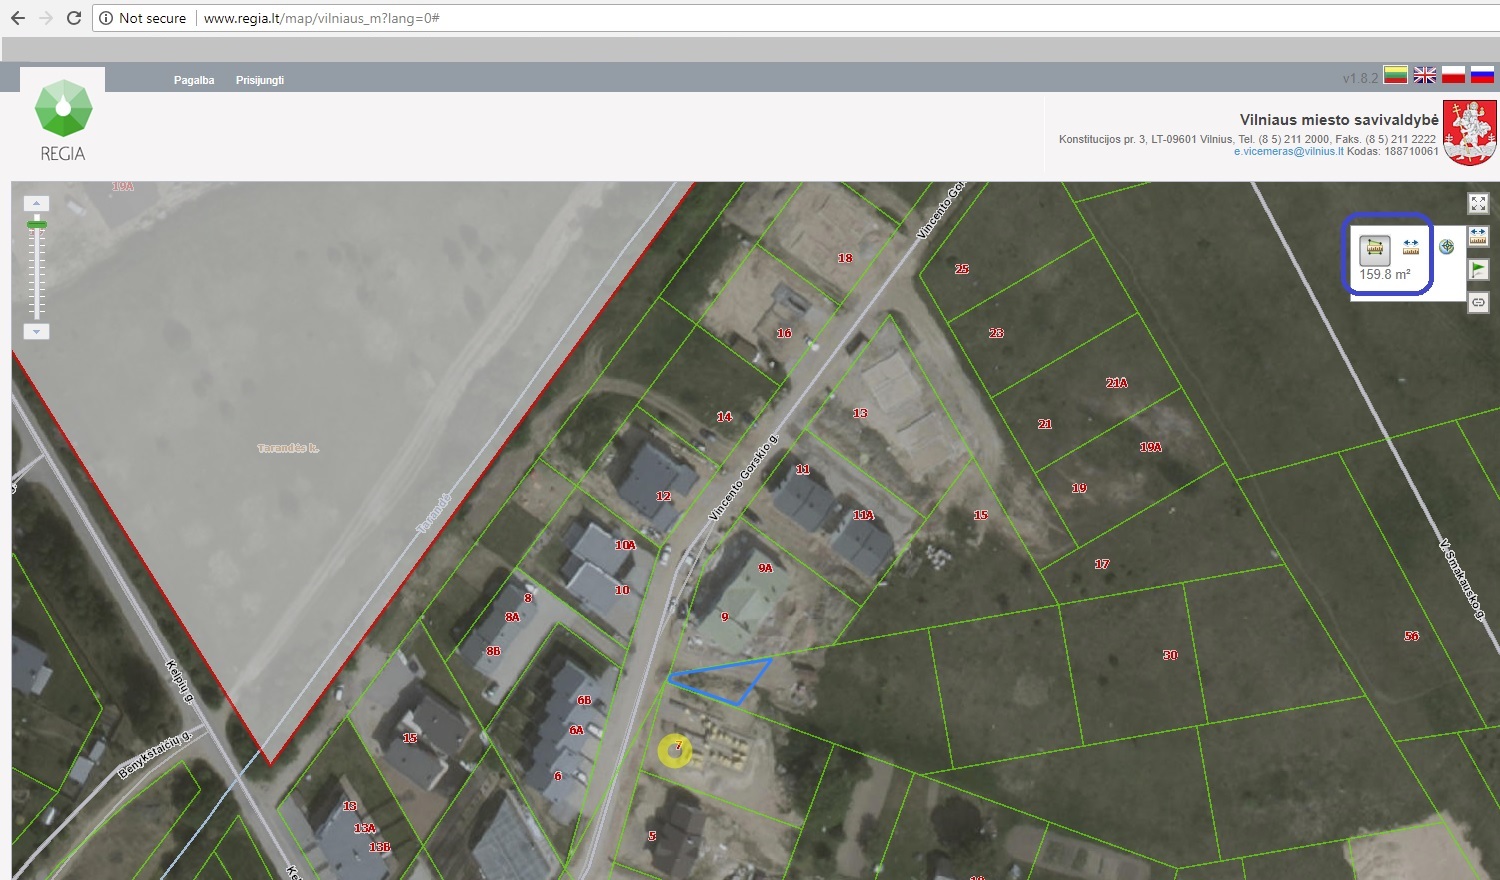 Not secure
www.regia.lt/map/vilniaus_m?lang=0#
Pagalba
Prisijungti
v1.8.2
REGIA
Vilniaus miesto savivaldybė
Konstitucijos pr. 3, LT-09601 Vilnius, Tel. (8 5) 211 2000, Faks. (8 5) 211 2222
e.vicemeras@vilnius.lt Kodas: 188710061
19A
Vincento Gor
18
25
159.8 m²
16
23
21A
14
13
21
Tarandės k.
19A
Vincento Gorskio g.
11
12
19
Tarandė
11A
15
10A
9A
17
V. Smakausko g.
10
8
8A
9
56
8B
30
Kelpių g.
6B
6A
15
7
Benykštaičių g.
6
13
13A
5
13B
Ke